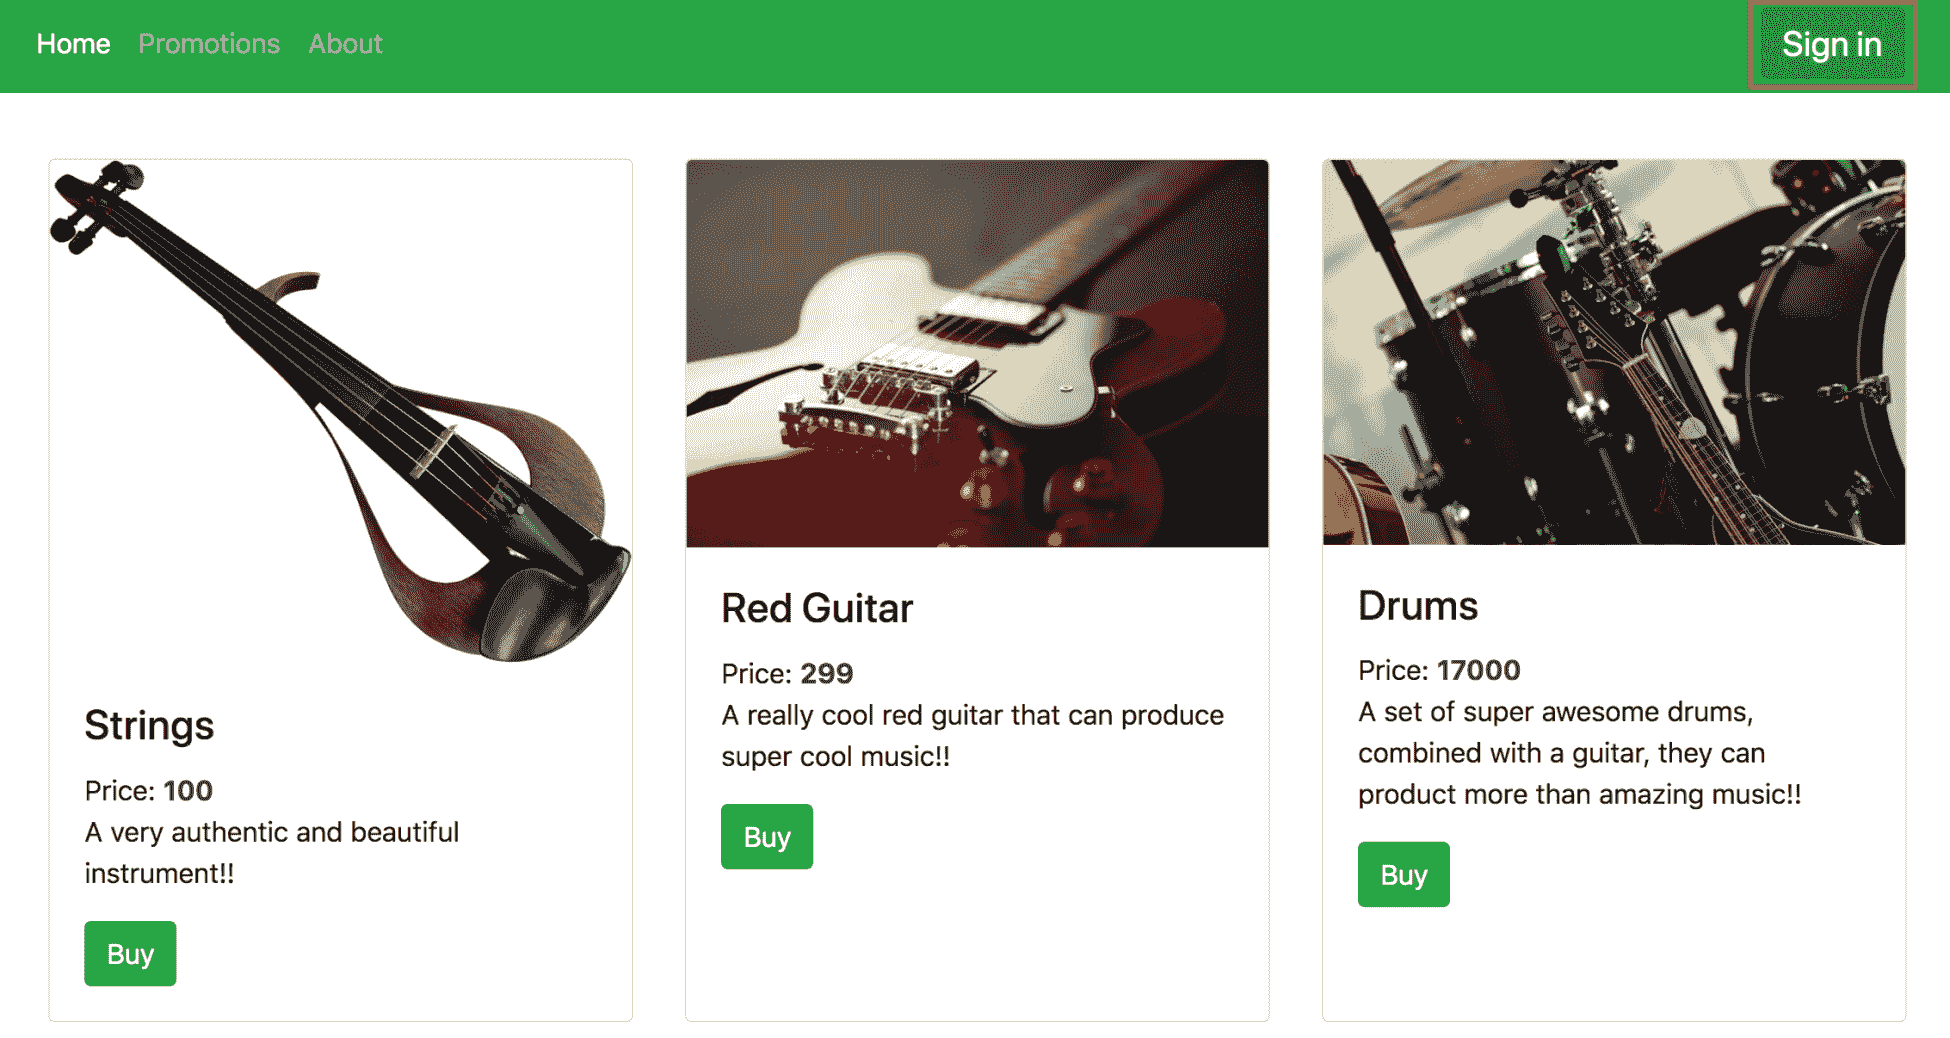 Home Promotions About Sign in
Strings
Price: 100
A very authentic and beautiful
instrument!!
Buy
Red Guitar
Price: 299
A really cool red guitar that can produce
super cool music!!
Buy
Drums
Price: 17000
A set of super awesome drums,
combined with a guitar, they can
product more than amazing music!!
Buy